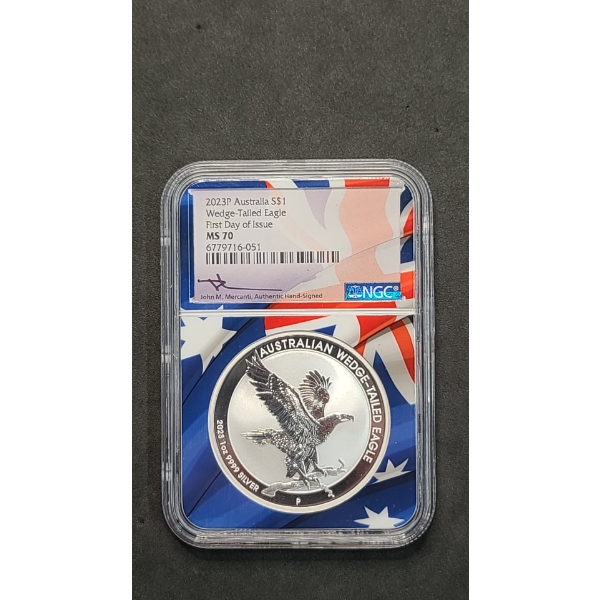 2023P Australia S$1
Wedge-Tailed Eagle
First Day of Issue
MS 70
6779716-051
John M. Mercanti, Authentic Hand-Signed
NGC®
AUSTRALIAN WEDGE-TAILED EAGLE
2023 1oz 9999 SILVER
P